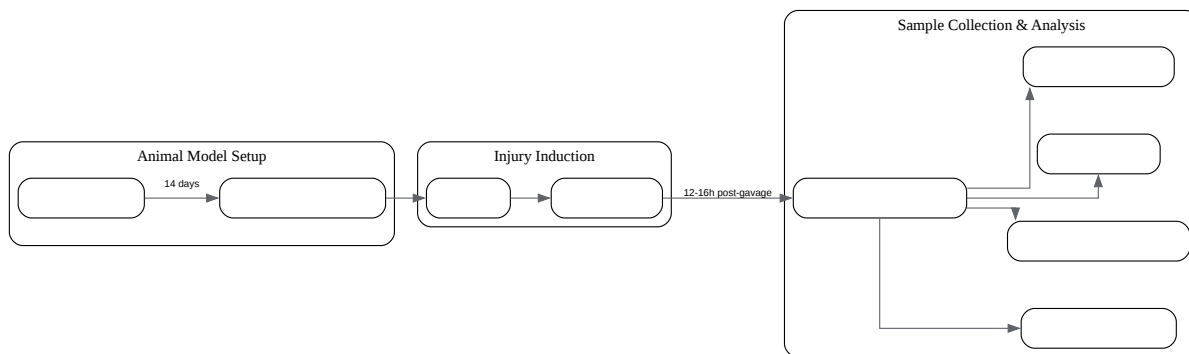 Sample Collection & Analysis
Animal Model Setup
Injury Induction
14 days
12-16h post-gavage